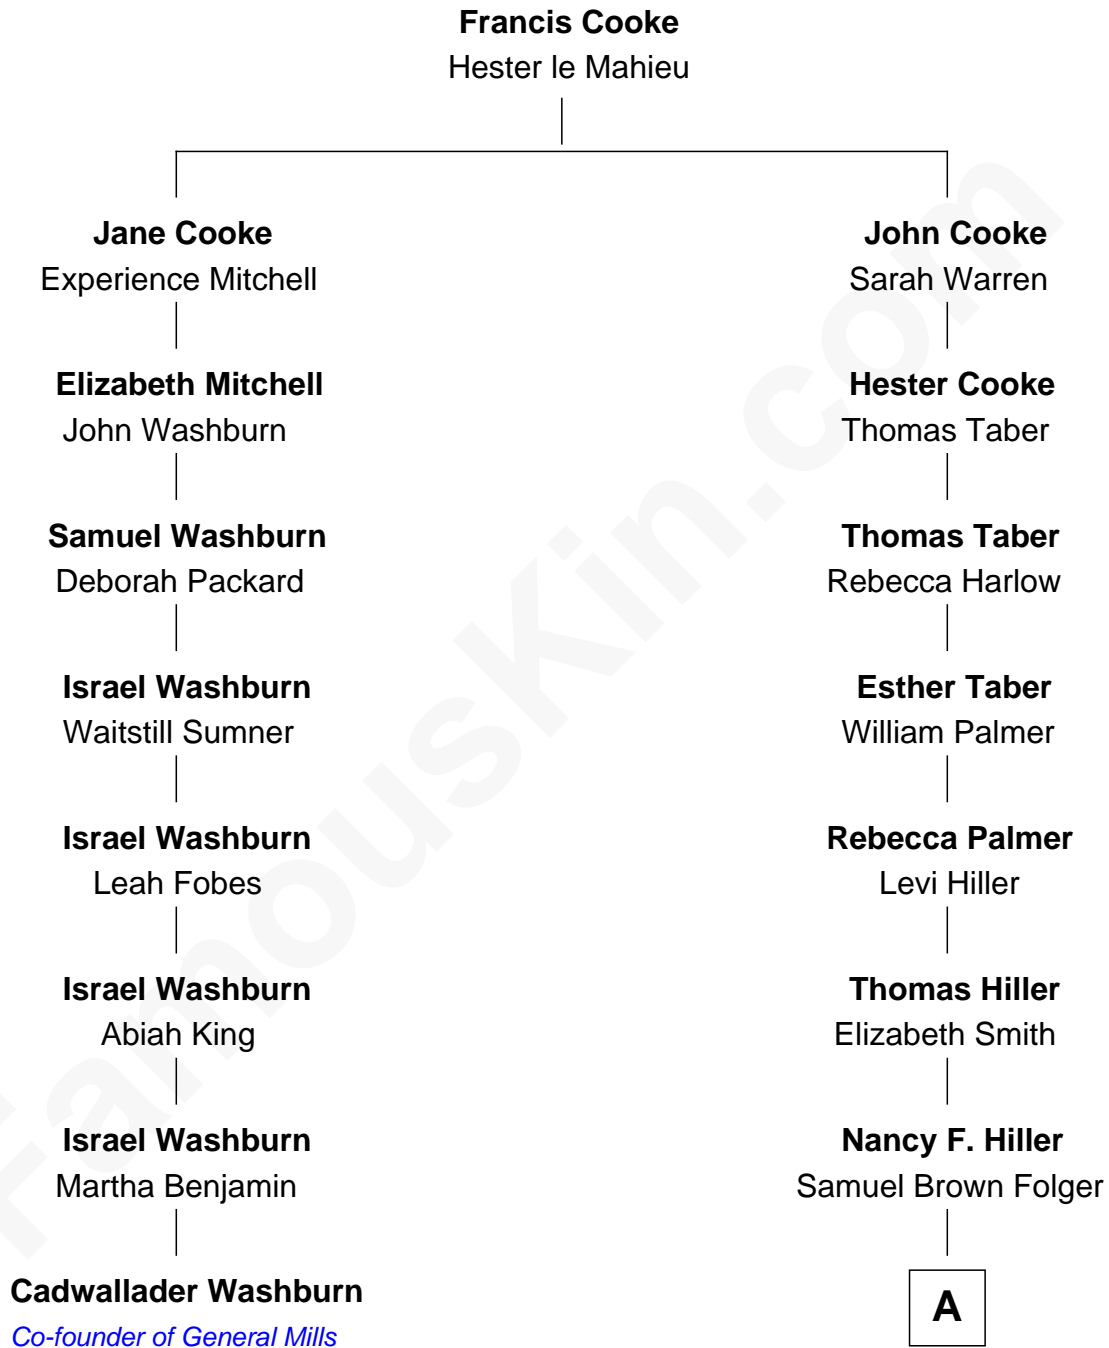 Francis Cooke
Hester le Mahieu
Jane Cooke
Experience Mitchell
John Cooke
Sarah Warren
Elizabeth Mitchell
John Washburn
Hester Cooke
Thomas Taber
Samuel Washburn
Deborah Packard
Thomas Taber
Rebecca Harlow
Israel Washburn
Waitstill Sumner
Esther Taber
William Palmer
Israel Washburn
Leah Fobes
Rebecca Palmer
Levi Hiller
Israel Washburn
Abiah King
Thomas Hiller
Elizabeth Smith
Israel Washburn
Martha Benjamin
Nancy F. Hiller
Samuel Brown Folger
Cadwallader Washburn
Co-founder of General Mills
A
FamousKin.com